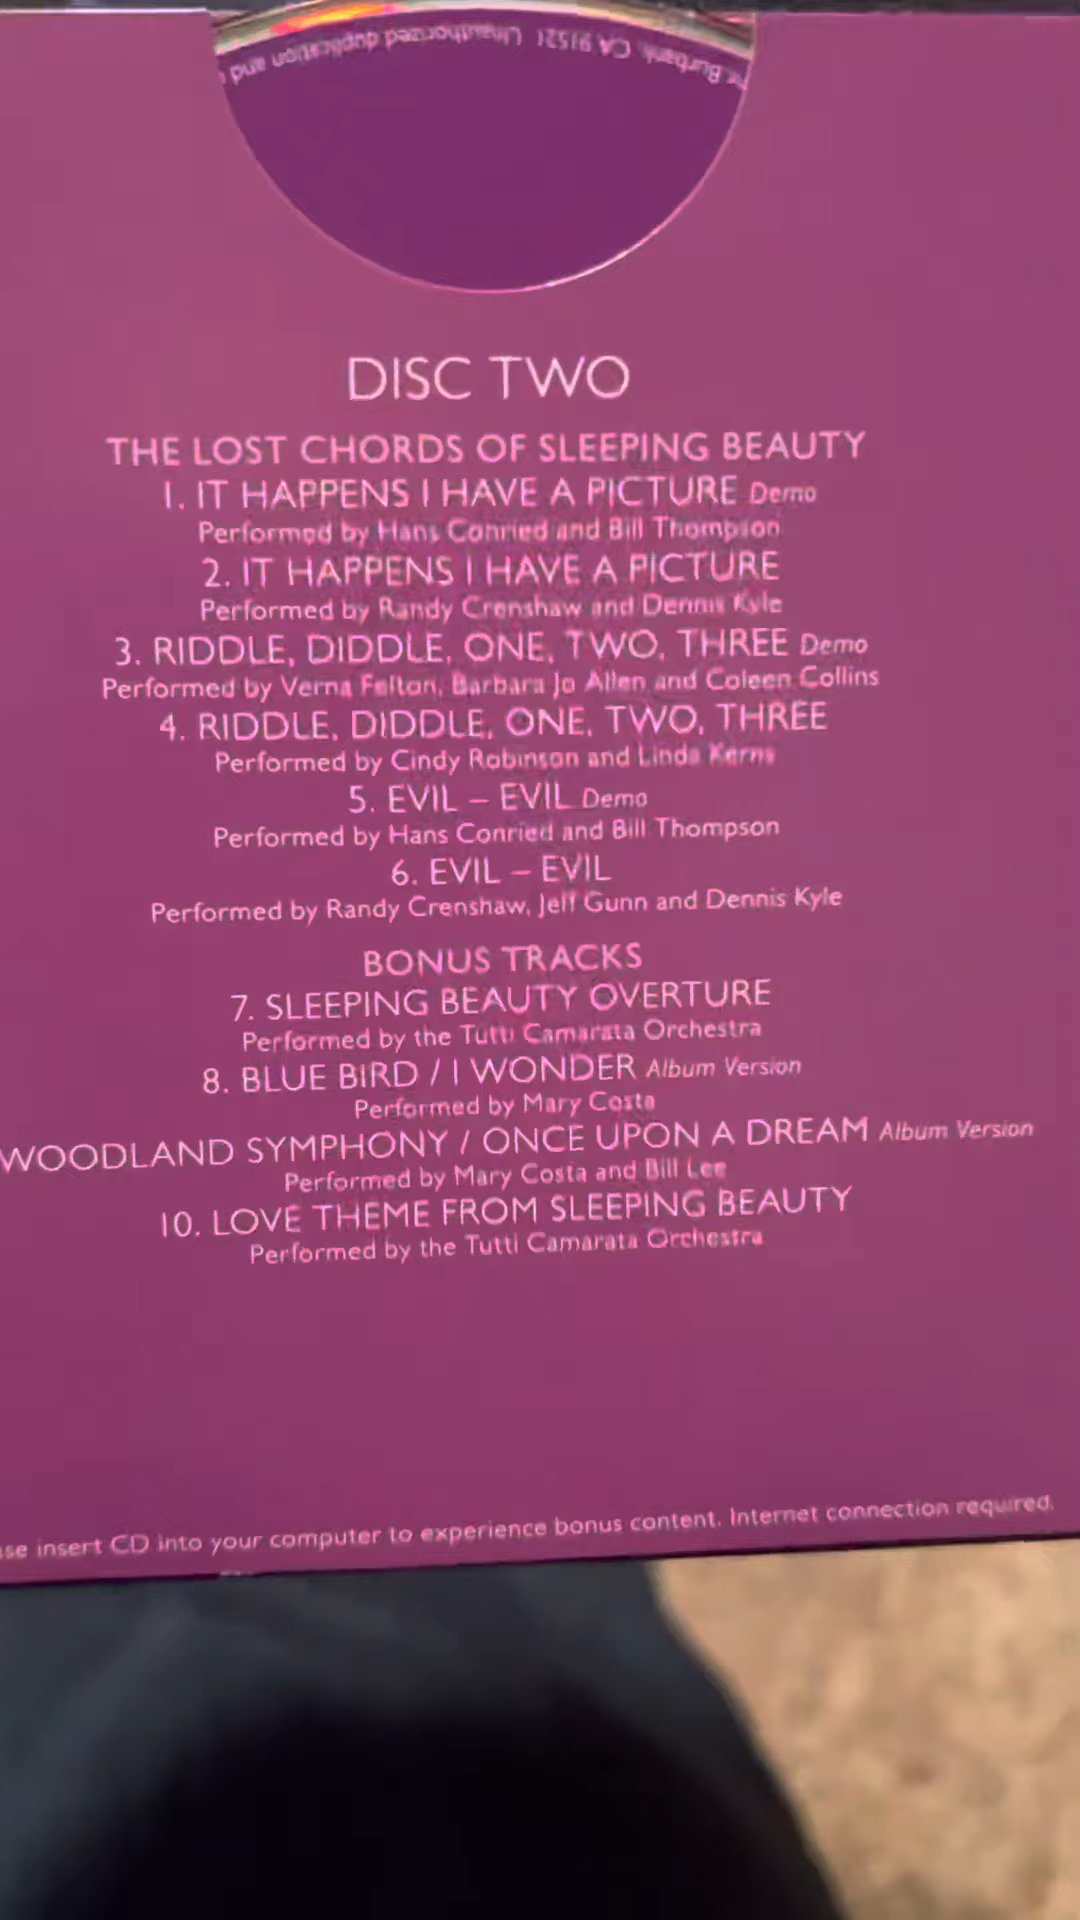 Burbank, CA 91521 Unauthorized duplication and
DISC TWO
THE LOST CHORDS OF SLEEPING BEAUTY
1. IT HAPPENS I HAVE A PICTURE Demo
Performed by Hans Conried and Bill Thompson
2. IT HAPPENS I HAVE A PICTURE
Performed by Randy Crenshaw and Dennis Kyle
3. RIDDLE, DIDDLE, ONE, TWO, THREE Demo
Performed by Verna Felton, Barbara Jo Allen and Coleen Collins
4. RIDDLE, DIDDLE, ONE, TWO, THREE
Performed by Cindy Robinson and Linda Kerns
5. EVIL – EVIL Demo
Performed by Hans Conried and Bill Thompson
6. EVIL – EVIL
Performed by Randy Crenshaw, Jeff Gunn and Dennis Kyle
BONUS TRACKS
7. SLEEPING BEAUTY OVERTURE
Performed by the Tutti Camarata Orchestra
8. BLUE BIRD / I WONDER Album Version
Performed by Mary Costa
WOODLAND SYMPHONY / ONCE UPON A DREAM Album Version
Performed by Mary Costa and Bill Lee
10. LOVE THEME FROM SLEEPING BEAUTY
Performed by the Tutti Camarata Orchestra
insert CD into your computer to experience bonus content. Internet connection required.